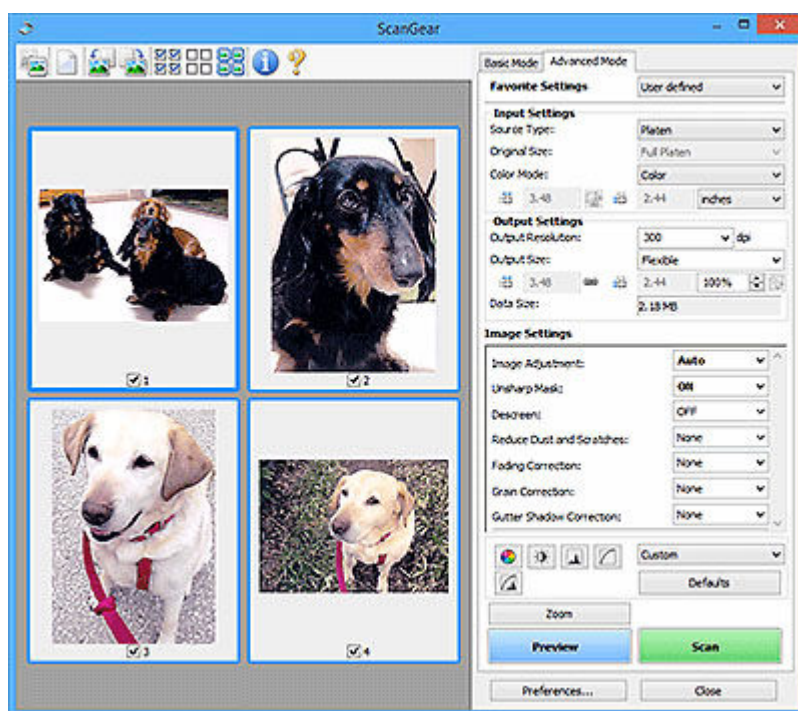 ScanGear
Basic Mode Advanced Mode
Favorite Settings User defined
Input Settings
Source Type: Platen
Original Size: Full Platen
Color Mode: Color
3.48 2.44 inches
Output Settings
Output Resolution: 300 dpi
Output Size: Flexible
3.48 2.44 100%
Data Size: 2.18 MB
Image Settings
Image Adjustment: Auto
Unsharp Mask: ON
Descreen: OFF
Reduce Dust and Scratches: None
Fading Correction: None
Grain Correction: None
Gutter Shadow Correction: None
Custom
Defaults
Zoom
Preview Scan
Preferences... Close
1
2
3
4